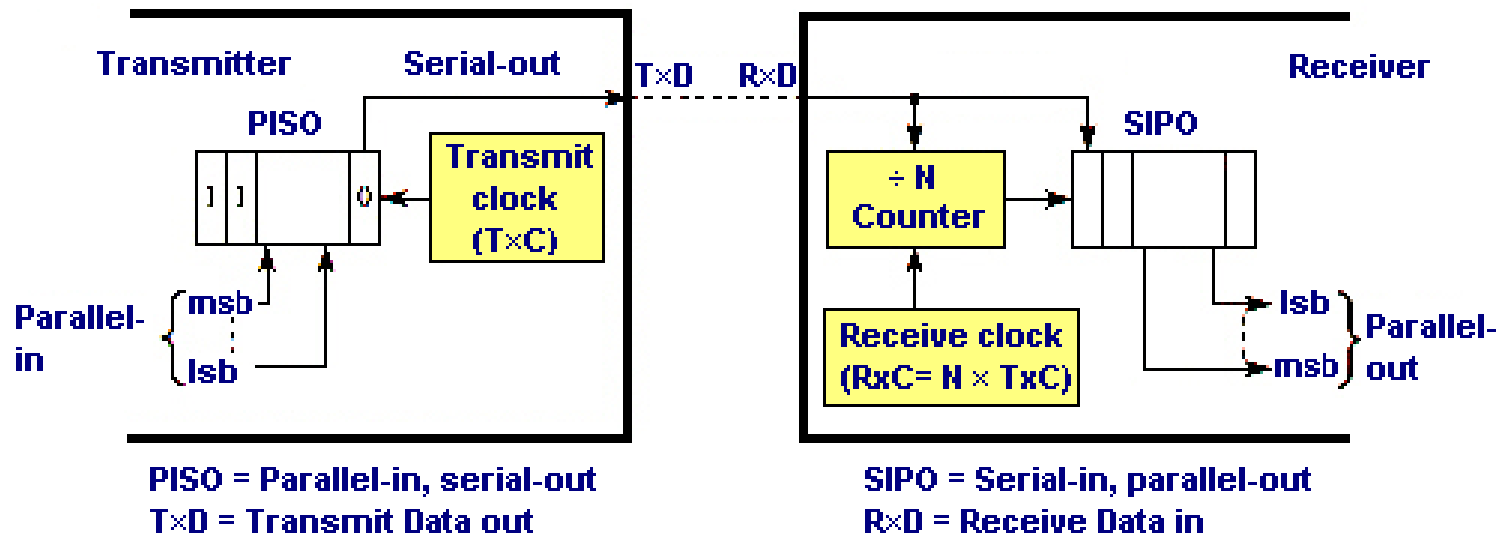 Transmitter
Serial-out
T×D
R×D
Receiver
PISO
SIPO
Transmit
clock
(T×C)
1 1 0
÷ N
Counter
Parallel-
in
msb
lsb
Receive clock
(RxC= N × TxC)
lsb
msb
Parallel-
out
PISO = Parallel-in, serial-out
T×D = Transmit Data out
SIPO = Serial-in, parallel-out
R×D = Receive Data in